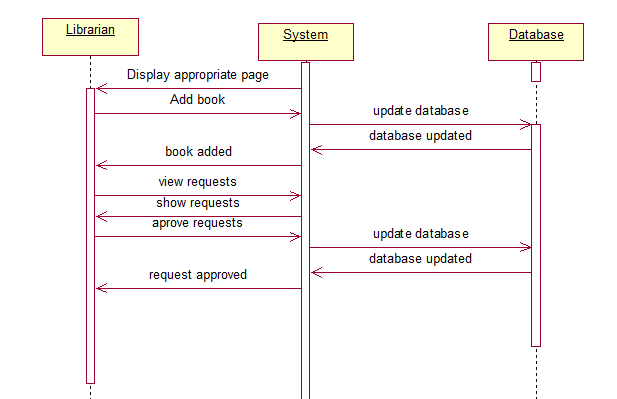 Librarian
System
Database
Display appropriate page
Add book
update database
database updated
book added
view requests
show requests
aprove requests
update database
database updated
request approved